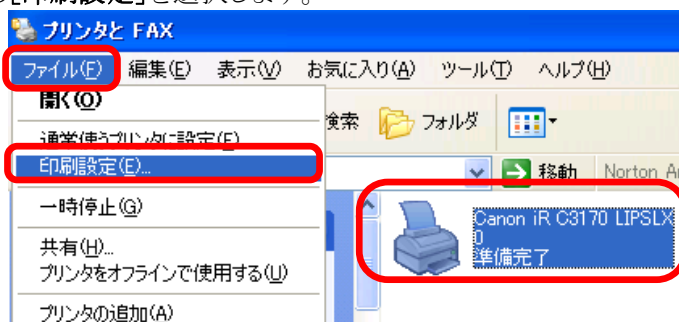 [印刷設定]を選択します。
プリンタと FAX
ファイル(F) 編集(E) 表示(V) お気に入り(A) ツール(T) ヘルプ(H)
開く(O)
検索 フォルダ
通常使うプリンタに設定(F)
印刷設定(E)...
移動 Norton
一時停止(G)
Canon iR C3170 LIPSLX
0
準備完了
共有(H)...
プリンタをオフラインで使用する(U)
プリンタの追加(A)